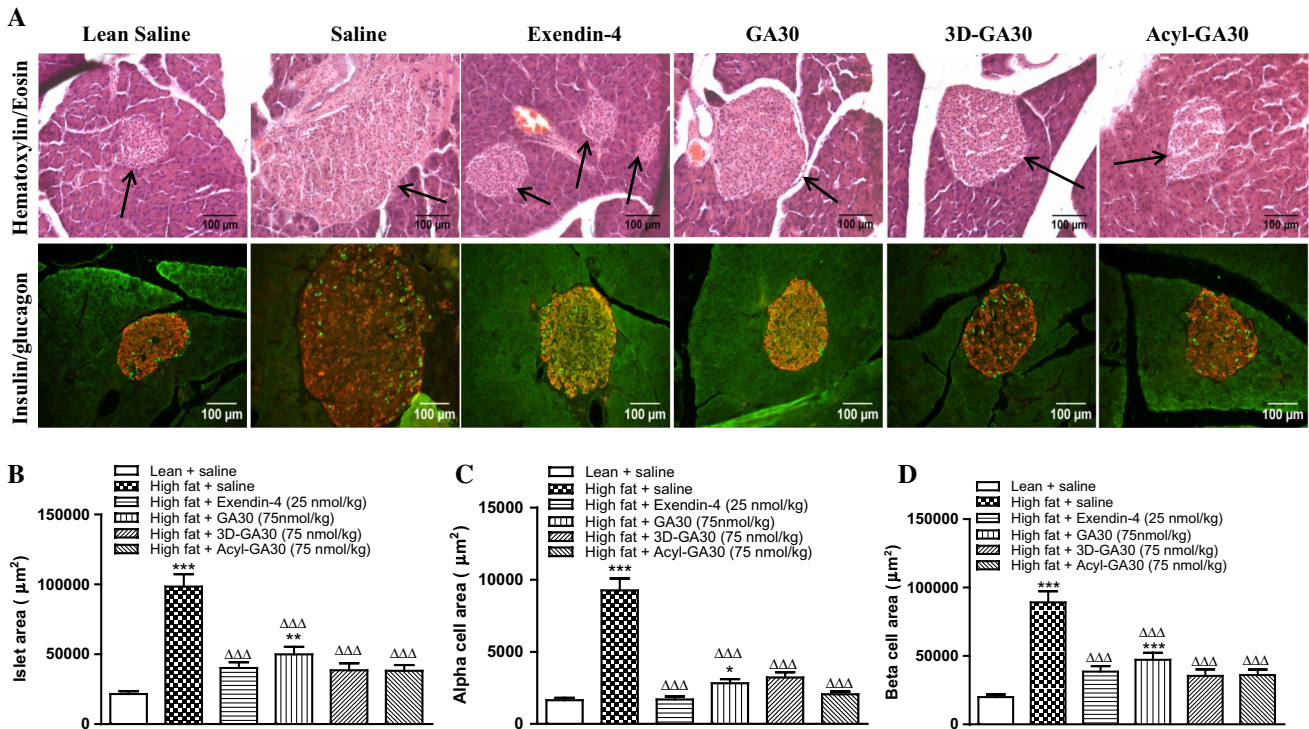 A
Lean Saline Saline Exendin-4 GA30 3D-GA30 Acyl-GA30
Hematoxylin/Eosin
100 µm 100 µm 100 µm 100 µm 100 µm 100 µm
Insulin/glucagon
100 µm 100 µm 100 µm 100 µm 100 µm 100 µm
B
Lean + saline
High fat + saline
High fat + Exendin-4 (25 nmol/kg)
High fat + GA30 (75nmol/kg)
High fat + 3D-GA30 (75 nmol/kg)
High fat + Acyl-GA30 (75 nmol/kg)
Islet area ( µm²)
150000
100000
50000
0
***
ΔΔΔ
ΔΔΔ
**
ΔΔΔ
ΔΔΔ
C
Lean + saline
High fat + saline
High fat + Exendin-4 (25 nmol/kg)
High fat + GA30 (75nmol/kg)
High fat + 3D-GA30 (75 nmol/kg)
High fat + Acyl-GA30 (75 nmol/kg)
Alpha cell area ( µm²)
15000
10000
5000
0
***
ΔΔΔ
ΔΔΔ
*
ΔΔΔ
ΔΔΔ
D
Lean + saline
High fat + saline
High fat + Exendin-4 (25 nmol/kg)
High fat + GA30 (75nmol/kg)
High fat + 3D-GA30 (75 nmol/kg)
High fat + Acyl-GA30 (75 nmol/kg)
Beta cell area ( µm²)
150000
100000
50000
0
***
ΔΔΔ
ΔΔΔ
***
ΔΔΔ
ΔΔΔ